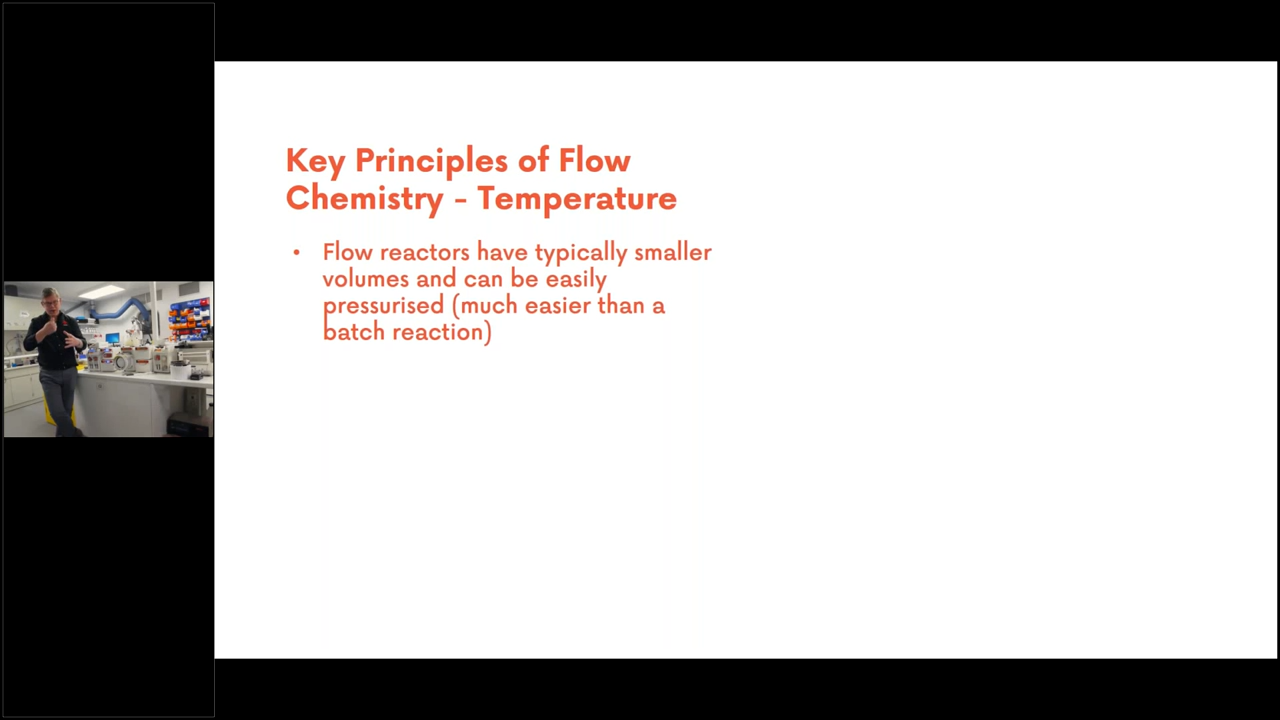 Key Principles of Flow
Chemistry - Temperature
• Flow reactors have typically smaller
volumes and can be easily
pressurised (much easier than a
batch reaction)